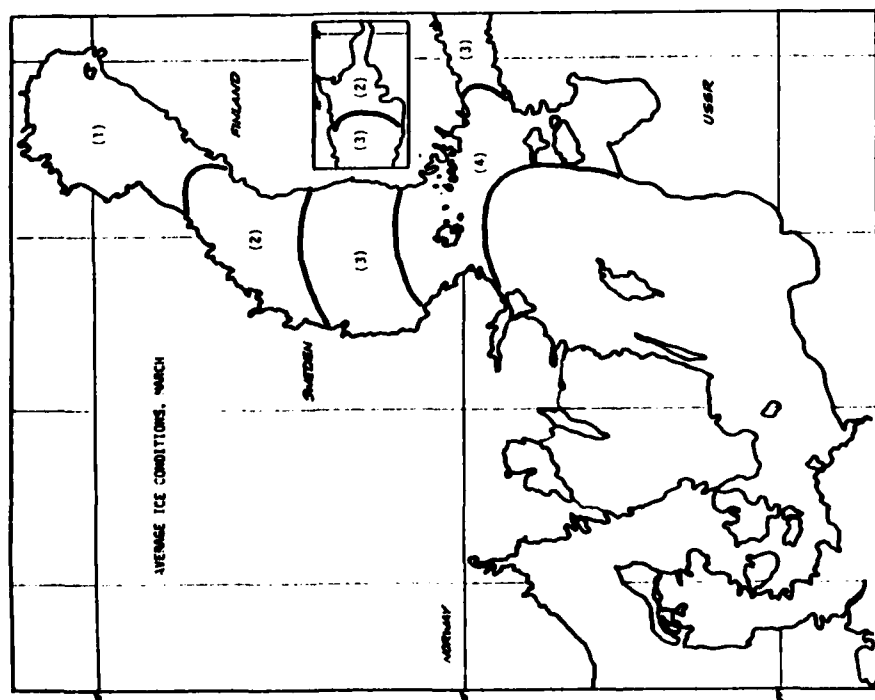 AVERAGE ICE CONDITIONS, MARCH
(1)
FINLAND
(2)
(3)
(3)
(2)
(3)
(4)
SWEDEN
NORWAY
USSR